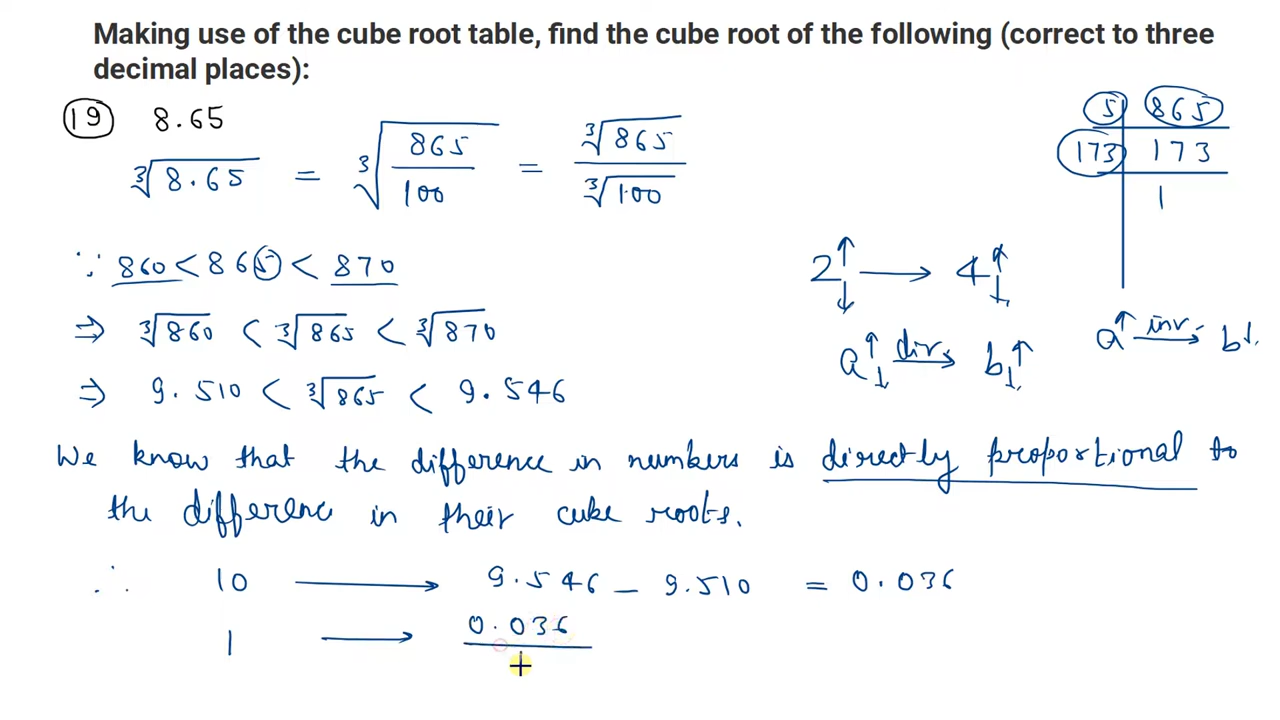 Making use of the cube root table, find the cube root of the following (correct to three
decimal places):
19 8.65
∛8.65 = ∛(865/100) = ∛865/∛100
5 | 865
173 | 173
1
∵ 860 < 865 < 870
⇒ ∛860 < ∛865 < ∛870
⇒ 9.510 < ∛865 < 9.546
2↑↓ → 4↑↓
a↑↓ dir→ b↑↓
a↑ inv→ b↓
We know that the difference in numbers is directly proportional to
the difference in their cube roots.
∴ 10 → 9.546 – 9.510 = 0.036
1 → 0.036